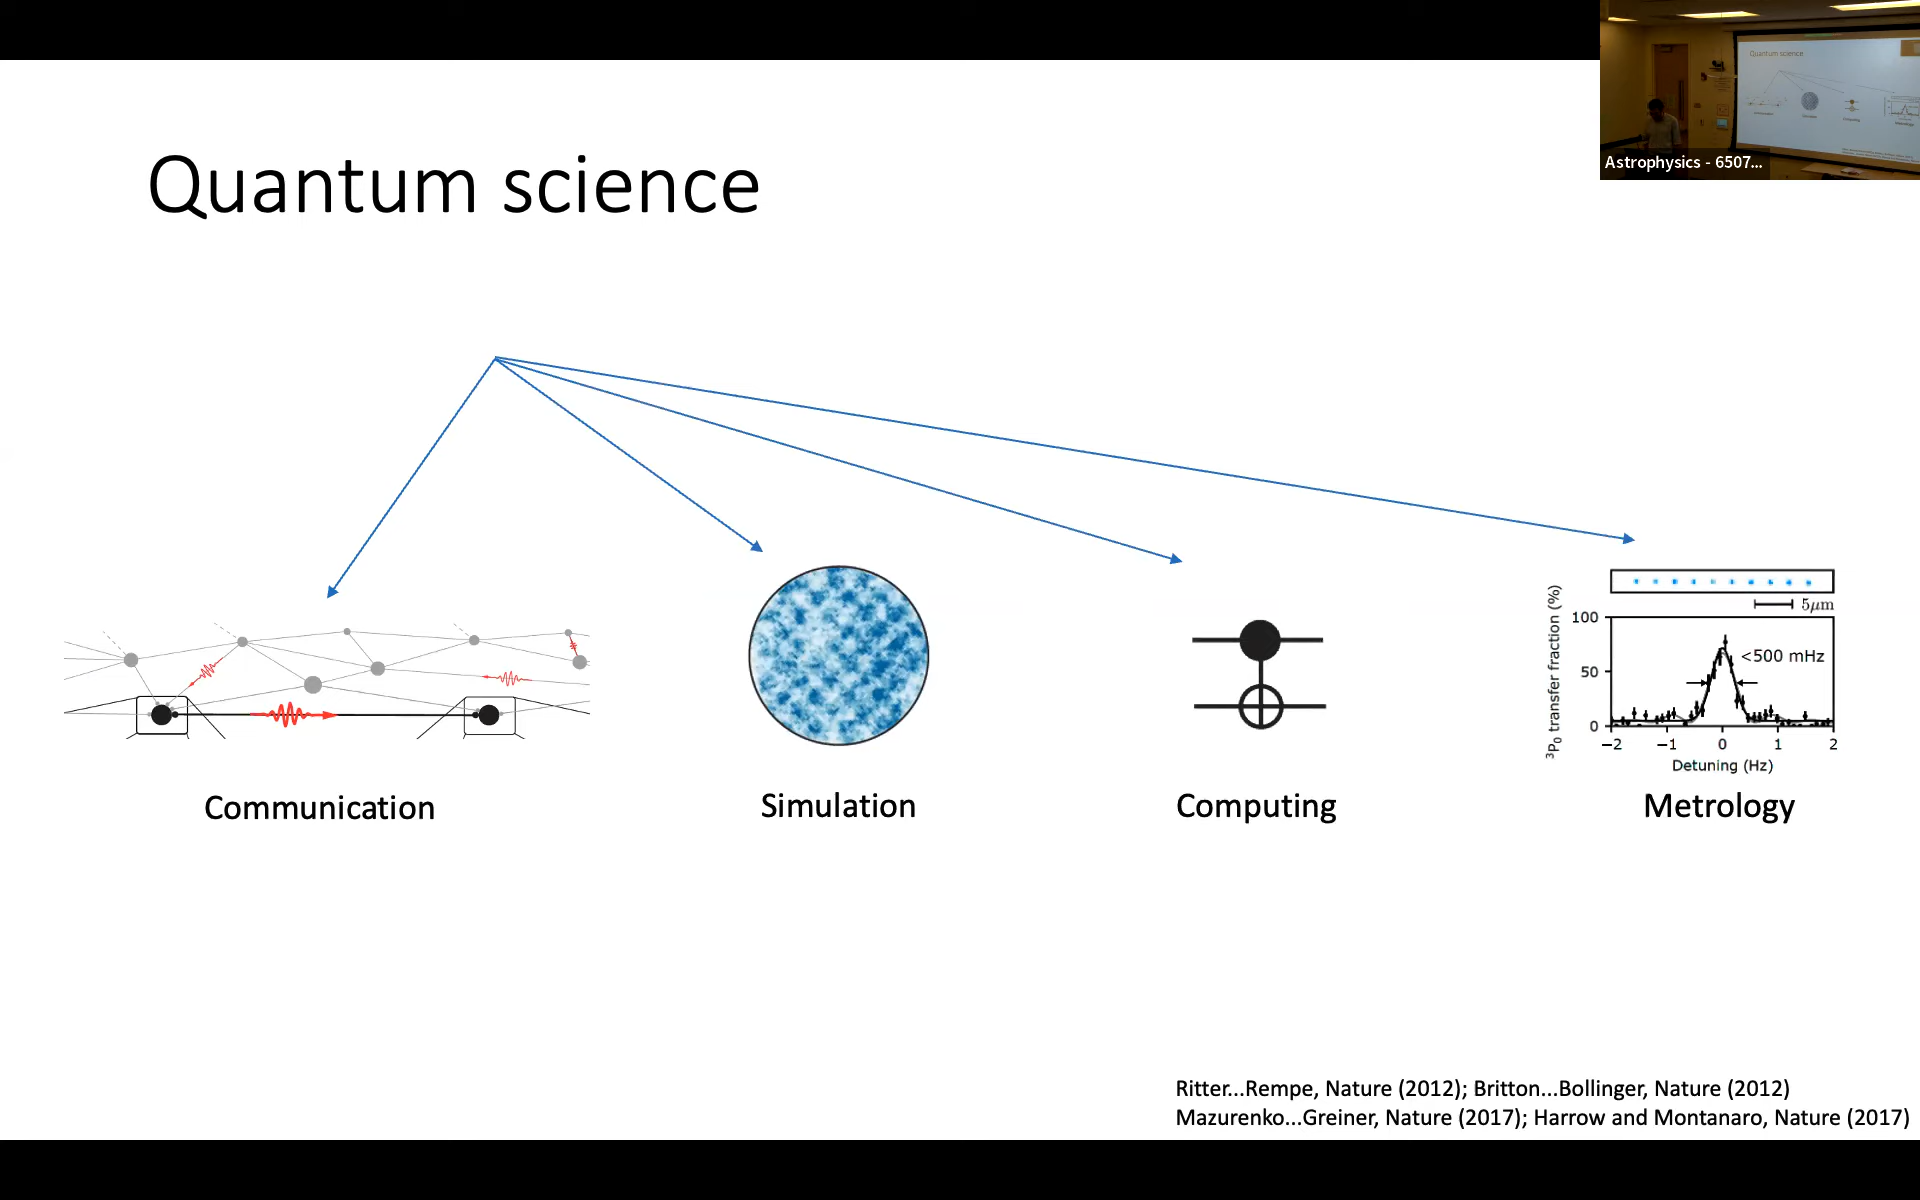 Quantum science
Astrophysics - 6507...
Quantum science
5μm
³P₀ transfer fraction (%)
100
50
0
<500 mHz
−2 −1 0 1 2
Detuning (Hz)
Communication
Simulation
Computing
Metrology
Ritter...Rempe, Nature (2012); Britton...Bollinger, Nature (2012)
Mazurenko...Greiner, Nature (2017); Harrow and Montanaro, Nature (2017)